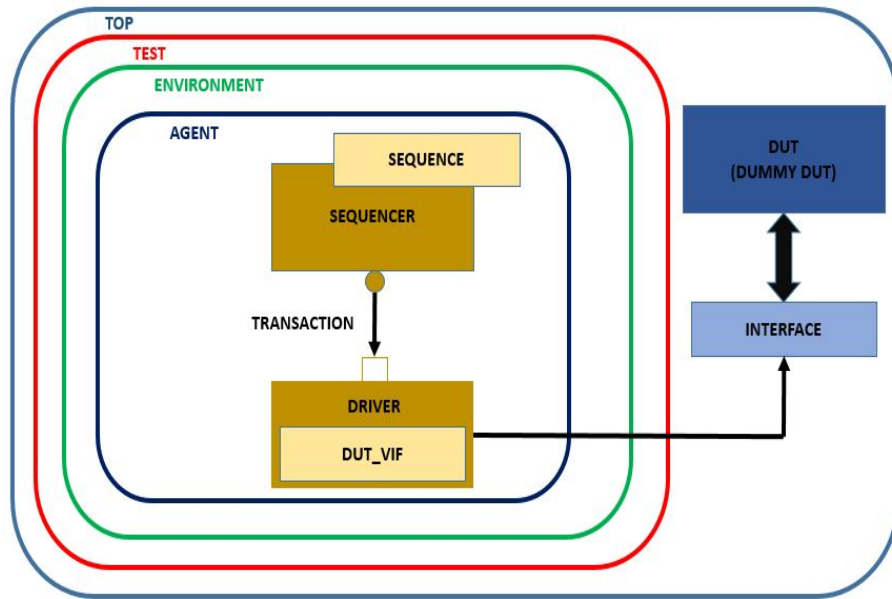 TOP
TEST
ENVIRONMENT
AGENT
SEQUENCE
SEQUENCER
TRANSACTION
DRIVER
DUT_VIF
DUT
(DUMMY DUT)
INTERFACE